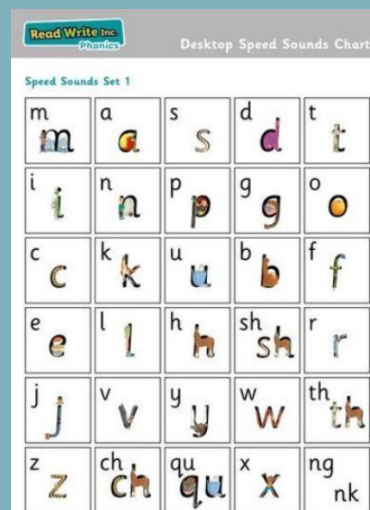 Read Write Inc.
Phonics
Desktop Speed Sounds Chart
Speed Sounds Set 1
m a s d t
m a s d t
i n p g o
i n p g o
c k u b f
c k u b f
e l h sh r
e l h sh r
j v y w th
j v y w th
z ch qu x ng
z ch qu x nk